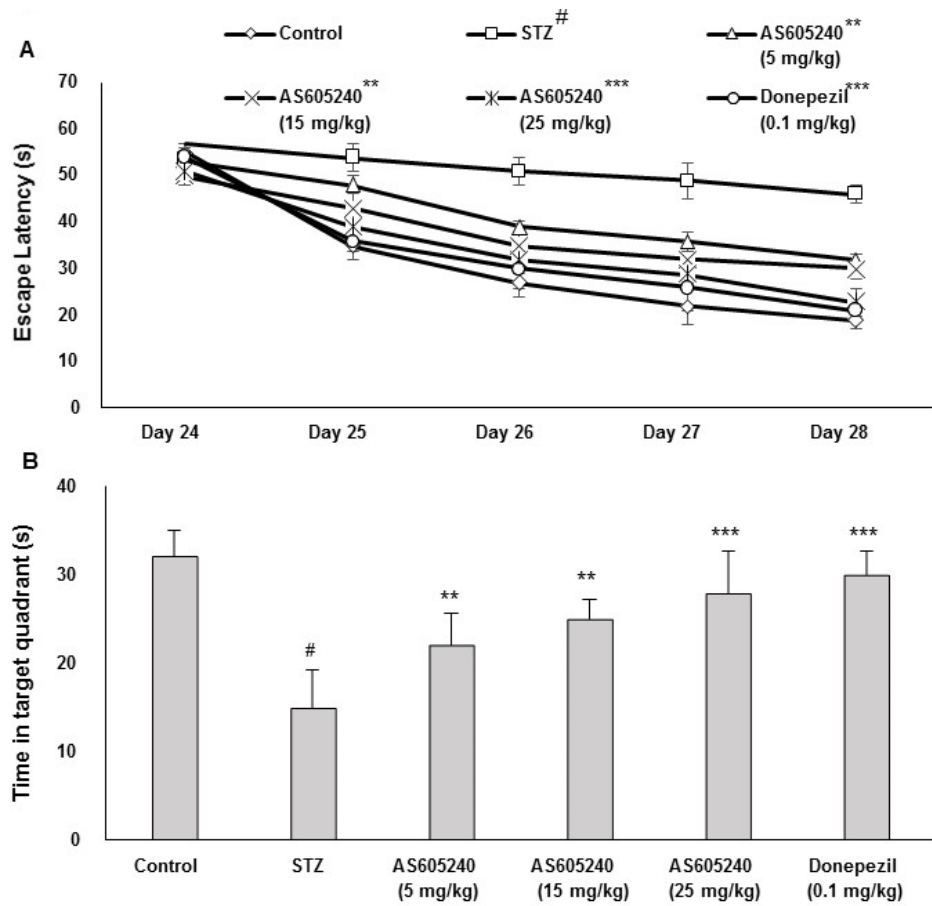 A
Control
STZ#
AS605240**
(5 mg/kg)
AS605240**
(15 mg/kg)
AS605240***
(25 mg/kg)
Donepezil***
(0.1 mg/kg)
Escape Latency (s)
70
60
50
40
30
20
10
0
Day 24 Day 25 Day 26 Day 27 Day 28
B
Time in target quadrant (s)
40
30
20
10
0
#
**
**
***
***
Control STZ AS605240 AS605240 AS605240 Donepezil
(5 mg/kg) (15 mg/kg) (25 mg/kg) (0.1 mg/kg)